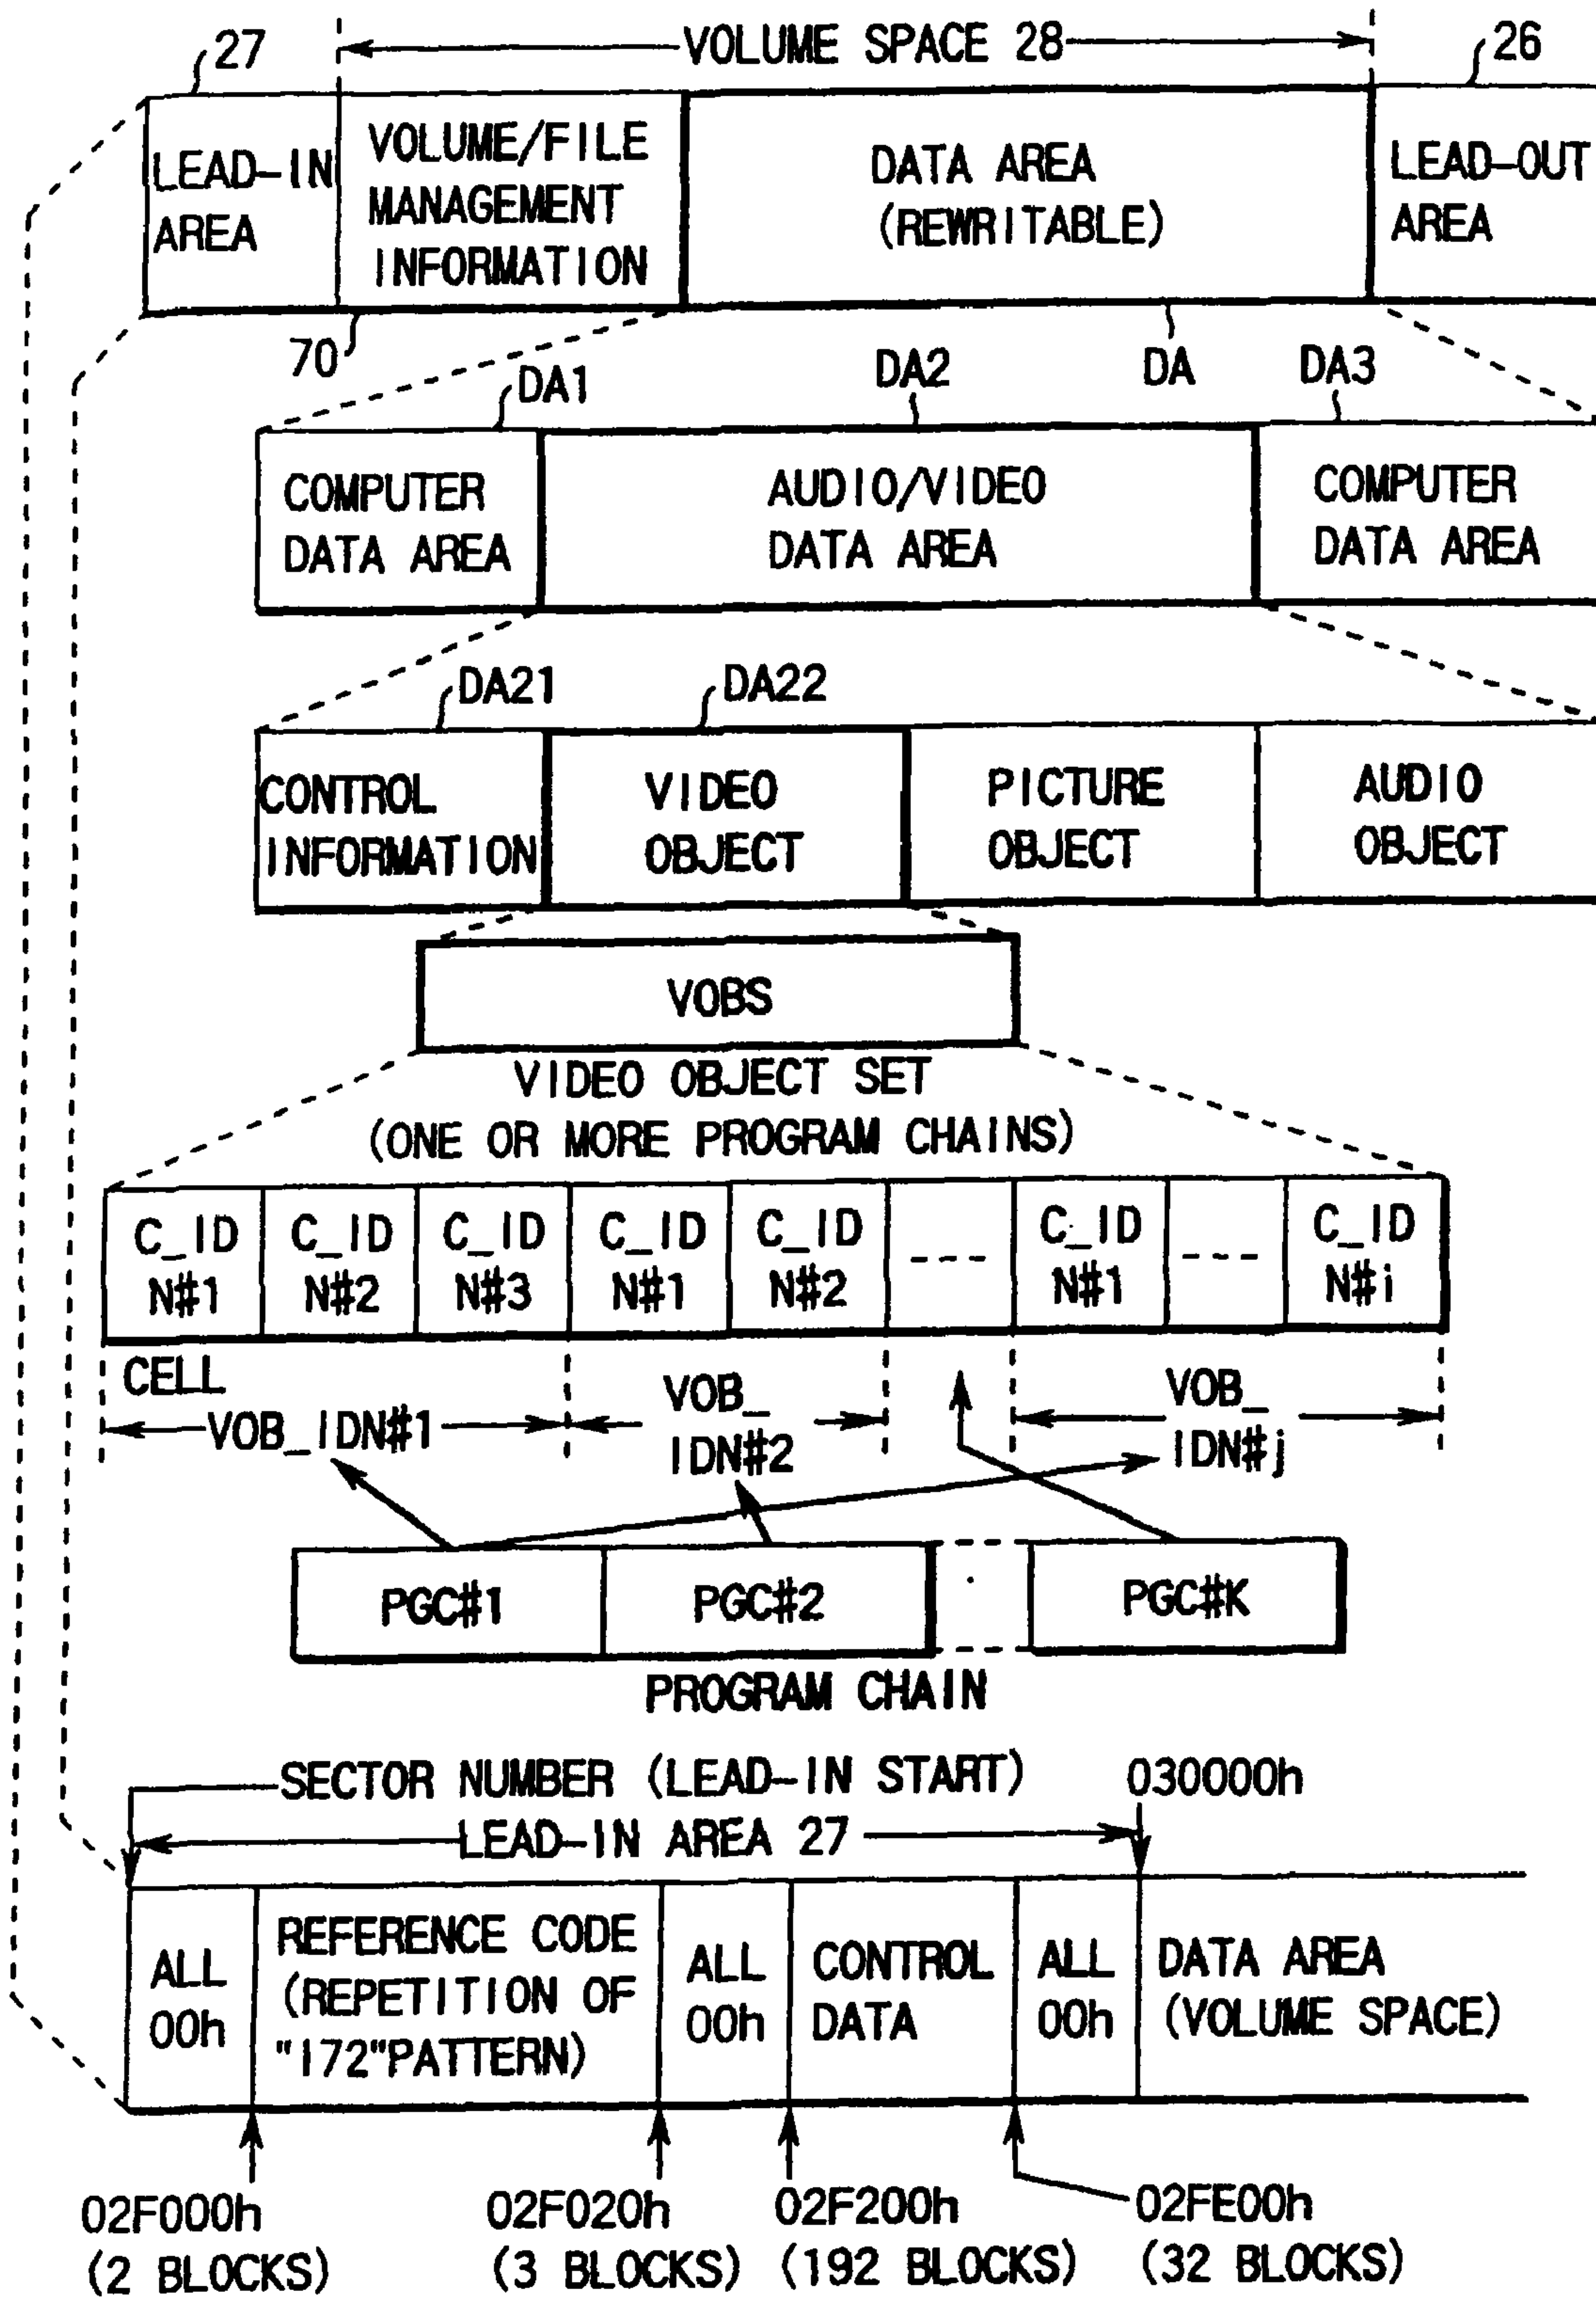 27
VOLUME SPACE 28
26
LEAD-IN
AREA
VOLUME/FILE
MANAGEMENT
INFORMATION
DATA AREA
(REWRITABLE)
LEAD-OUT
AREA
70
DA1
DA2
DA
DA3
COMPUTER
DATA AREA
AUDIO/VIDEO
DATA AREA
COMPUTER
DATA AREA
DA21
DA22
CONTROL
INFORMATION
VIDEO
OBJECT
PICTURE
OBJECT
AUDIO
OBJECT
VOBS
VIDEO OBJECT SET
(ONE OR MORE PROGRAM CHAINS)
C_ID
N#1
C_ID
N#2
C_ID
N#3
C_ID
N#1
C_ID
N#2
----
C_ID
N#1
---
C_ID
N#i
CELL
VOB_IDN#1
VOB_
IDN#2
VOB_
IDN#j
PGC#1
PGC#2
PGC#K
PROGRAM CHAIN
SECTOR NUMBER (LEAD-IN START)
030000h
LEAD-IN AREA 27
ALL
00h
REFERENCE CODE
(REPETITION OF
"172"PATTERN)
ALL
00h
CONTROL
DATA
ALL
00h
DATA AREA
(VOLUME SPACE)
02F000h
(2 BLOCKS)
02F020h
(3 BLOCKS)
02F200h
(192 BLOCKS)
02FE00h
(32 BLOCKS)